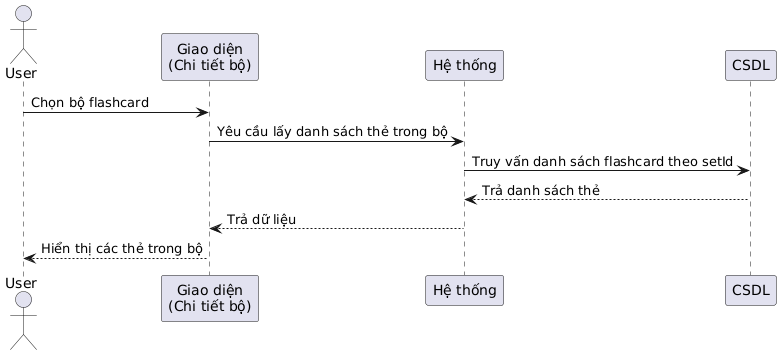 User
Giao diện
(Chi tiết bộ)
Hệ thống
CSDL
Chọn bộ flashcard
Yêu cầu lấy danh sách thẻ trong bộ
Truy vấn danh sách flashcard theo setId
Trả danh sách thẻ
Trả dữ liệu
Hiển thị các thẻ trong bộ
User
Giao diện
(Chi tiết bộ)
Hệ thống
CSDL